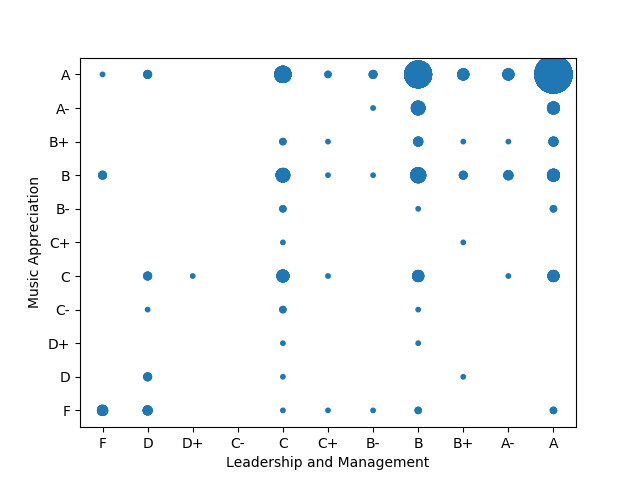 A
A-
B+
B
B-
C+
C
C-
D+
D
F
Music Appreciation
F D D+ C- C C+ B- B B+ A- A
Leadership and Management